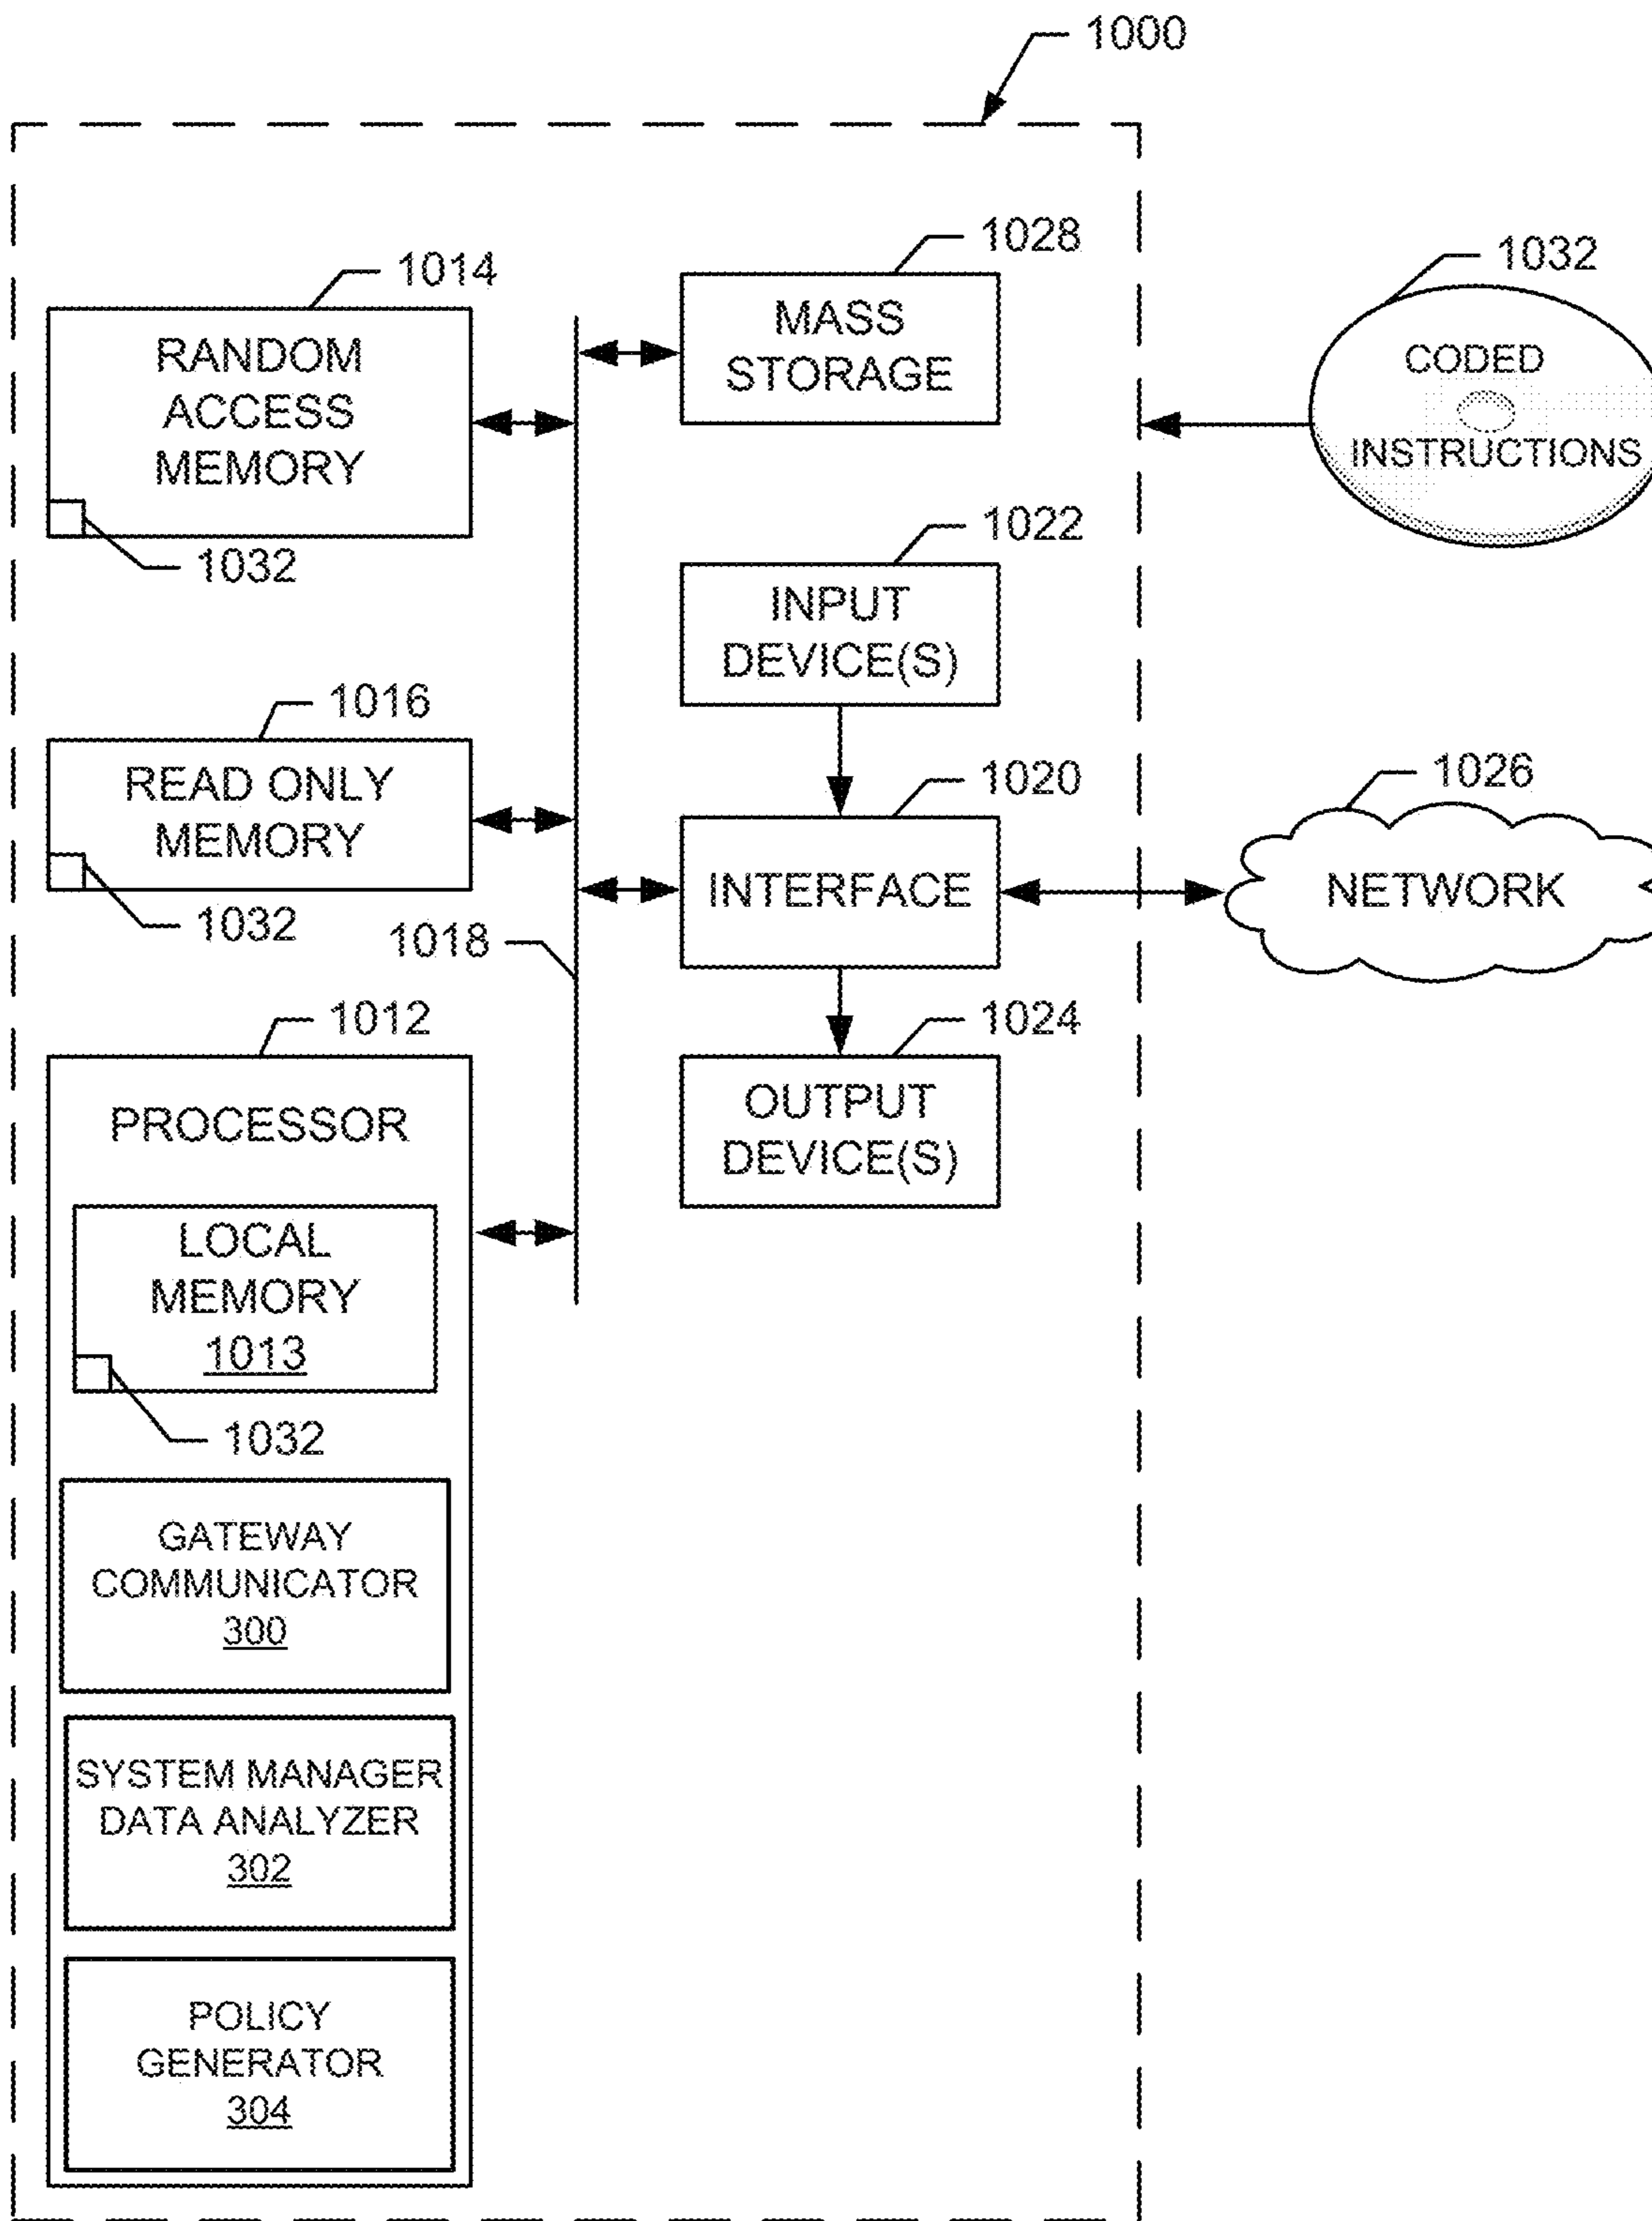 1000
1014
RANDOM
ACCESS
MEMORY
1032
1028
MASS
STORAGE
1032
CODED
INSTRUCTIONS
1022
INPUT
DEVICE(S)
1016
READ ONLY
MEMORY
1032
1018
1020
INTERFACE
1026
NETWORK
1012
PROCESSOR
LOCAL
MEMORY
1013
1032
1024
OUTPUT
DEVICE(S)
GATEWAY
COMMUNICATOR
300
SYSTEM MANAGER
DATA ANALYZER
302
POLICY
GENERATOR
304